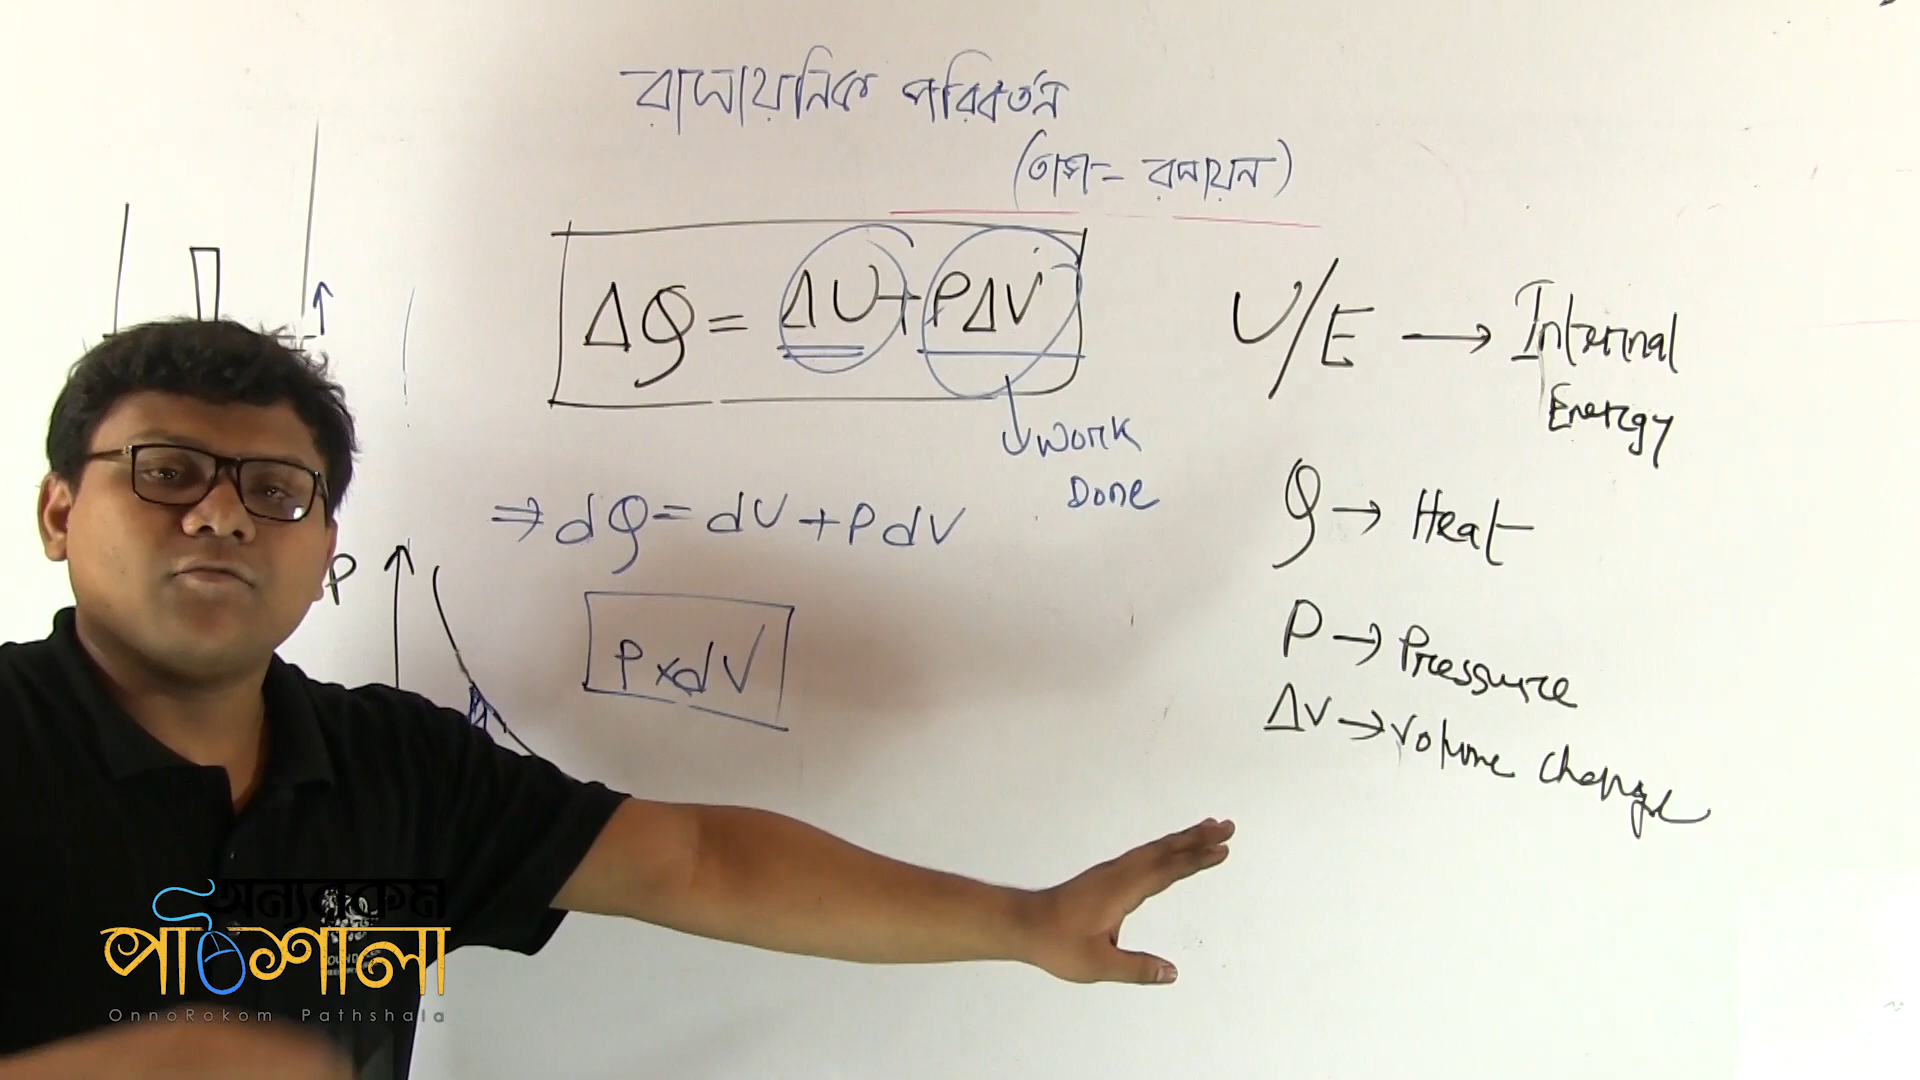 রাসায়নিক পরিবর্তন
(তাপ = রসায়ন)
ΔQ = ΔU + PΔV
Work
Done
⇒ dQ = dU + PdV
P
P×dV
U/E → Internal
Energy
Q → Heat
P → Pressure
ΔV → Volume Change
অন্যরকম
পাঠশালা
OnnoRokom Pathshala